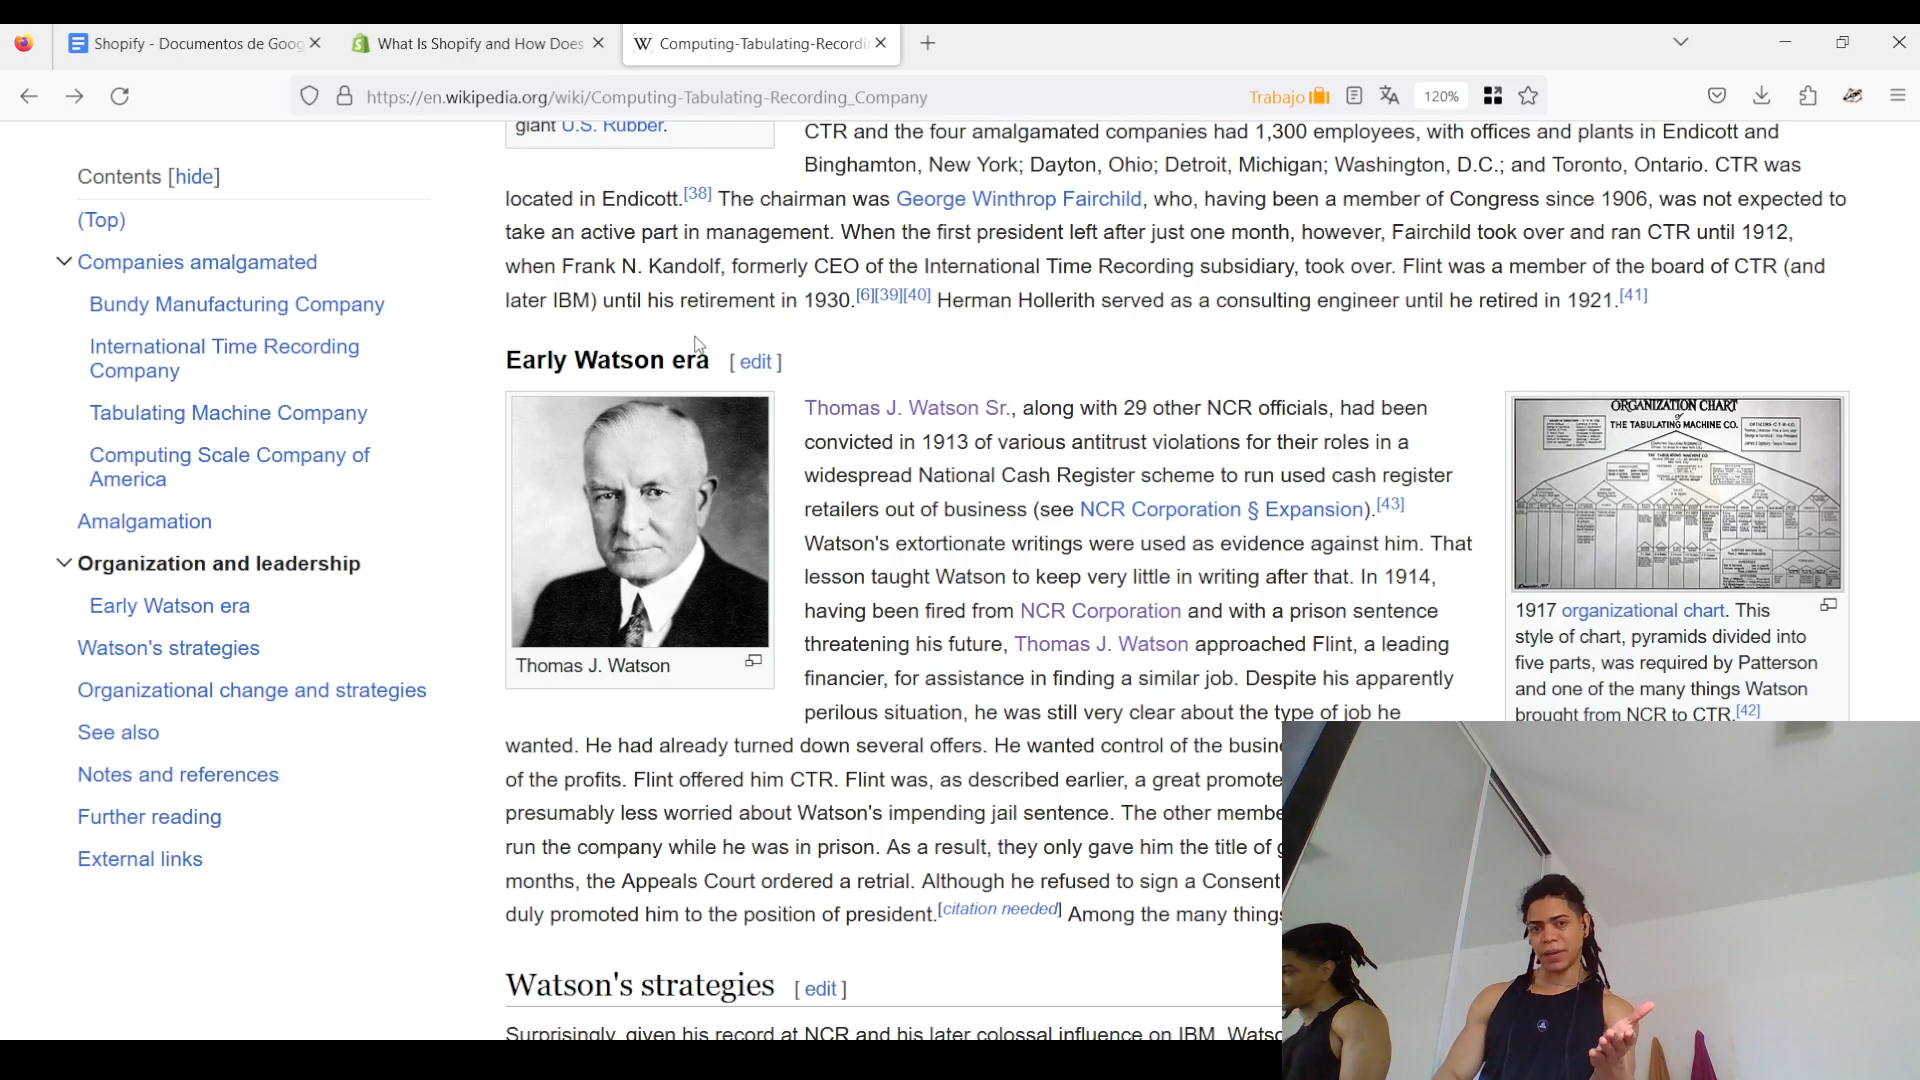 Shopify - Documentos de Goog
What Is Shopify and How Does
W Computing-Tabulating-Recordi
https://en.wikipedia.org/wiki/Computing-Tabulating-Recording_Company
Trabajo
120%
Contents [hide]
(Top)
Companies amalgamated
Bundy Manufacturing Company
International Time Recording
Company
Tabulating Machine Company
Computing Scale Company of
America
Amalgamation
Organization and leadership
Early Watson era
Watson's strategies
Organizational change and strategies
See also
Notes and references
Further reading
External links
giant U.S. Rubber.
CTR and the four amalgamated companies had 1,300 employees, with offices and plants in Endicott and
Binghamton, New York; Dayton, Ohio; Detroit, Michigan; Washington, D.C.; and Toronto, Ontario. CTR was
located in Endicott.[38] The chairman was George Winthrop Fairchild, who, having been a member of Congress since 1906, was not expected to
take an active part in management. When the first president left after just one month, however, Fairchild took over and ran CTR until 1912,
when Frank N. Kandolf, formerly CEO of the International Time Recording subsidiary, took over. Flint was a member of the board of CTR (and
later IBM) until his retirement in 1930.[6][39][40] Herman Hollerith served as a consulting engineer until he retired in 1921.[41]
Early Watson era [ edit ]
Thomas J. Watson
Thomas J. Watson Sr., along with 29 other NCR officials, had been
convicted in 1913 of various antitrust violations for their roles in a
widespread National Cash Register scheme to run used cash register
retailers out of business (see NCR Corporation § Expansion).[43]
Watson's extortionate writings were used as evidence against him. That
lesson taught Watson to keep very little in writing after that. In 1914,
having been fired from NCR Corporation and with a prison sentence
threatening his future, Thomas J. Watson approached Flint, a leading
financier, for assistance in finding a similar job. Despite his apparently
perilous situation, he was still very clear about the type of job he
wanted. He had already turned down several offers. He wanted control of the busine
of the profits. Flint offered him CTR. Flint was, as described earlier, a great promote
presumably less worried about Watson's impending jail sentence. The other membe
run the company while he was in prison. As a result, they only gave him the title of g
months, the Appeals Court ordered a retrial. Although he refused to sign a Consent
duly promoted him to the position of president.[citation needed] Among the many things
ORGANIZATION CHART
of
THE TABULATING MACHINE CO.
1917 organizational chart. This
style of chart, pyramids divided into
five parts, was required by Patterson
and one of the many things Watson
brought from NCR to CTR.[42]
Watson's strategies [ edit ]
Surprisingly, given his record at NCR and his later colossal influence on IBM, Watso